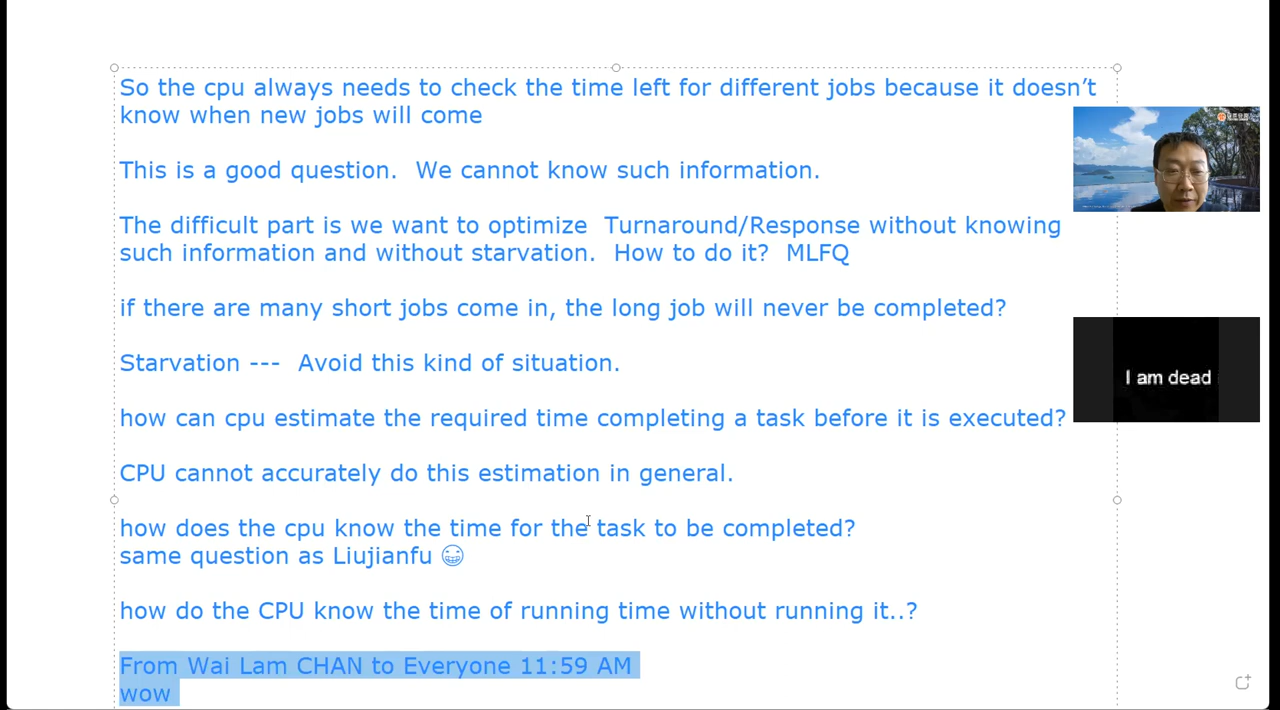 So the cpu always needs to check the time left for different jobs because it doesn’t
know when new jobs will come
This is a good question.  We cannot know such information.
The difficult part is we want to optimize  Turnaround/Response without knowing
such information and without starvation.  How to do it?  MLFQ
if there are many short jobs come in, the long job will never be completed?
Starvation ---  Avoid this kind of situation.
I am dead
how can cpu estimate the required time completing a task before it is executed?
CPU cannot accurately do this estimation in general.
how does the cpu know the time for the task to be completed?
same question as Liujianfu 😁
how do the CPU know the time of running time without running it..?
From Wai Lam CHAN to Everyone 11:59 AM
wow